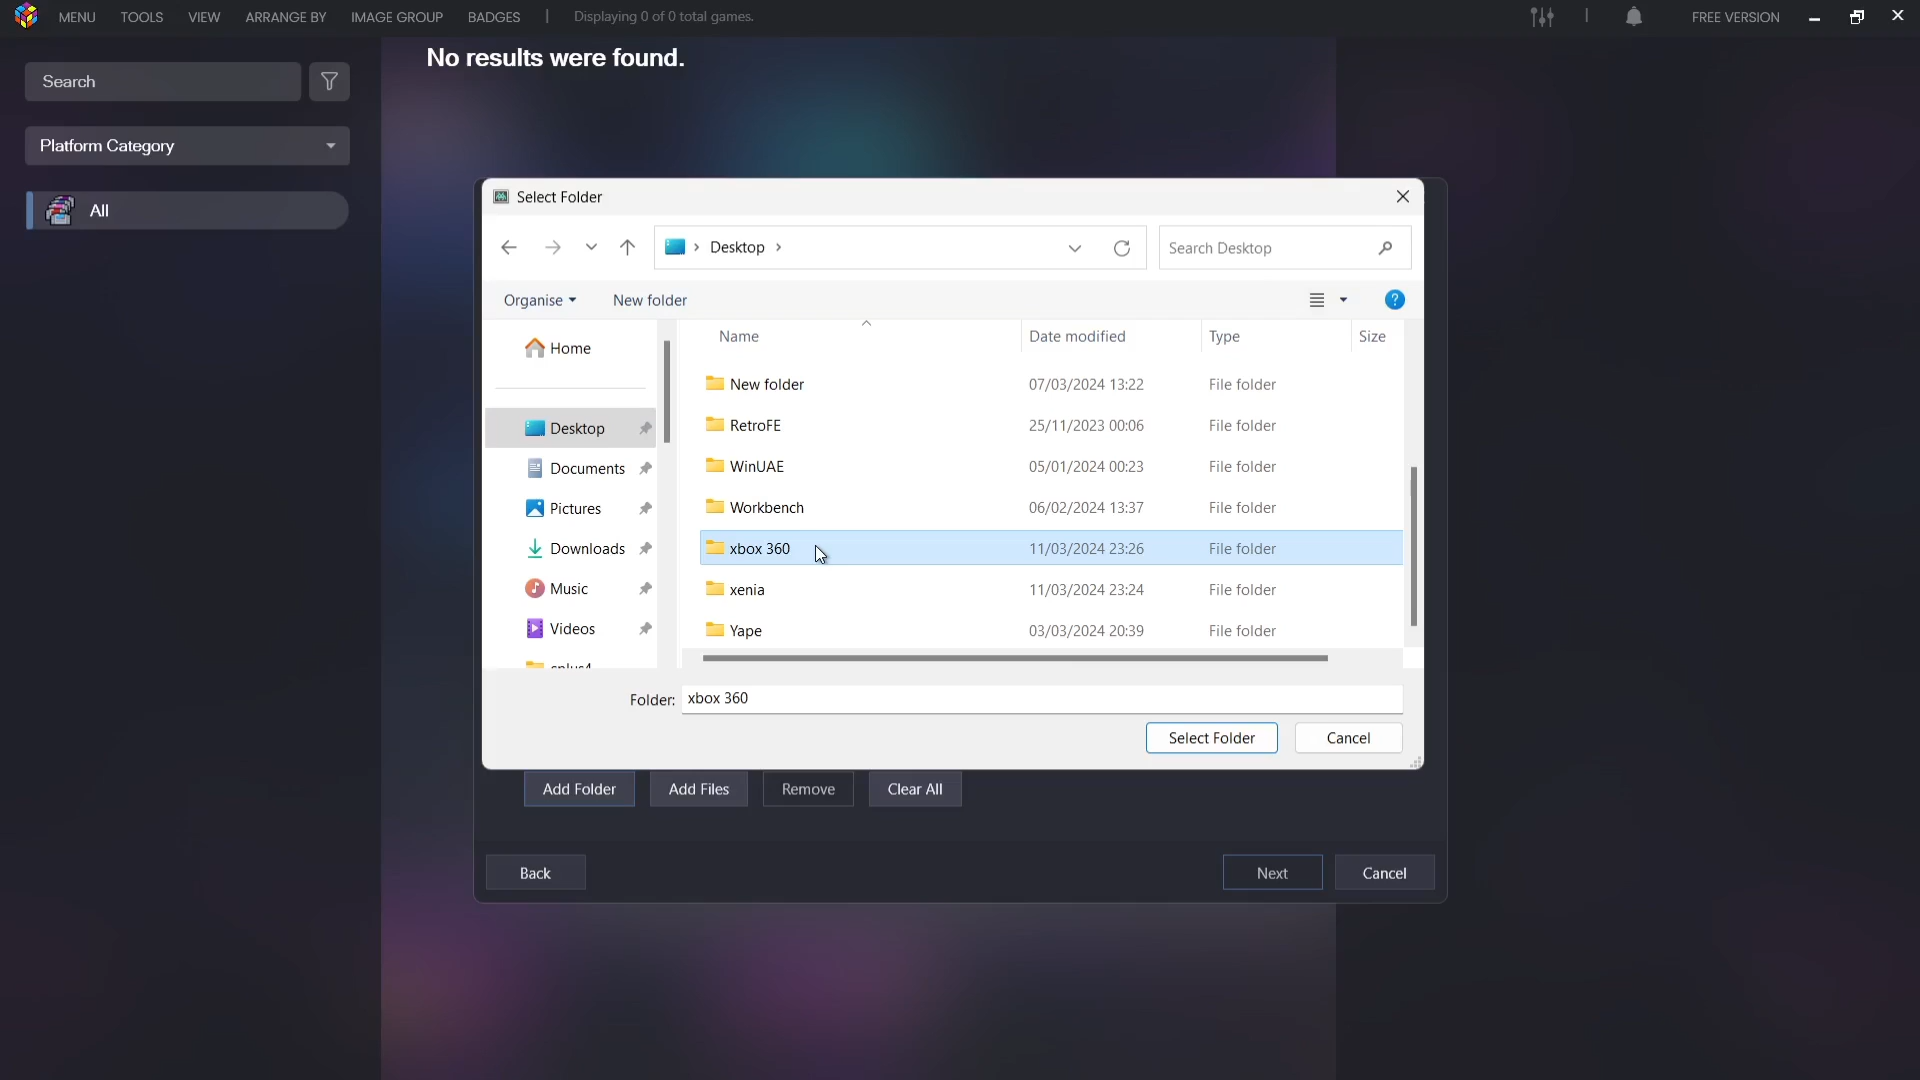 MENU TOOLS VIEW ARRANGE BY IMAGE GROUP BADGES | Displaying 0 of 0 total games. FREE VERSION
No results were found.
Search
Platform Category
All
Select Folder
Desktop
Search Desktop
Organise New folder
Name Date modified Type Size
Home
Desktop
Documents
Pictures
Downloads
Music
Videos
New folder 07/03/2024 13:22 File folder
RetroFE 25/11/2023 00:06 File folder
WinUAE 05/01/2024 00:23 File folder
Workbench 06/02/2024 13:37 File folder
xbox 360 11/03/2024 23:26 File folder
xenia 11/03/2024 23:24 File folder
Yape 03/03/2024 20:39 File folder
Folder: xbox 360
Select Folder Cancel
Add Folder Add Files Remove Clear All
Back Next Cancel